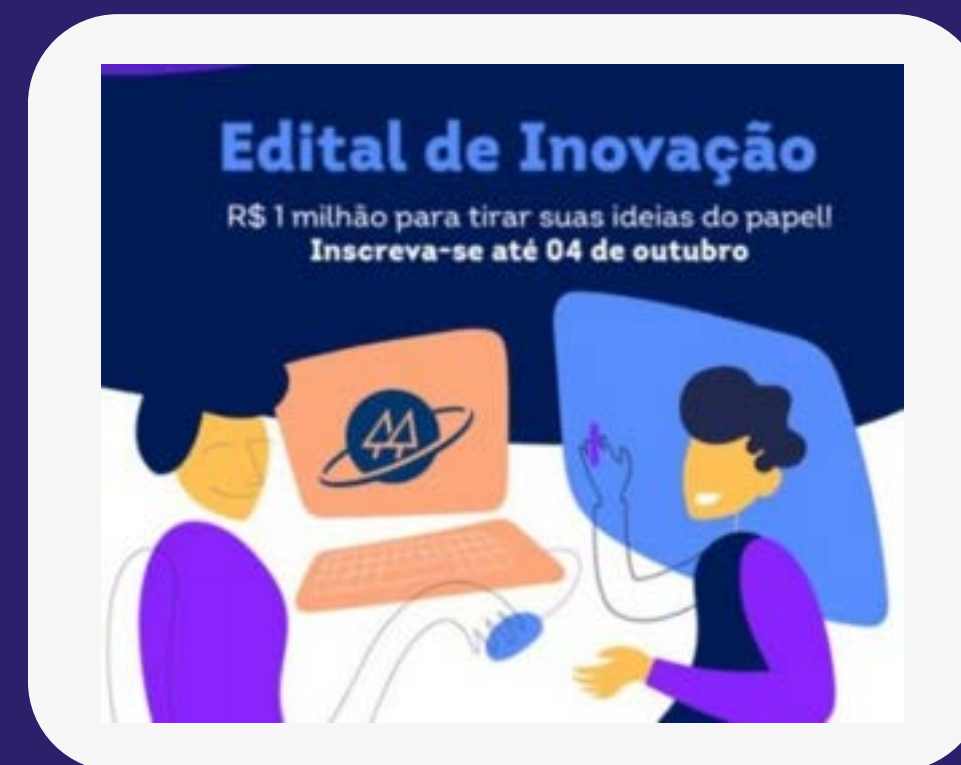 Edital de Inovação
R$ 1 milhão para tirar suas ideias do papel!
Inscreva-se até 04 de outubro